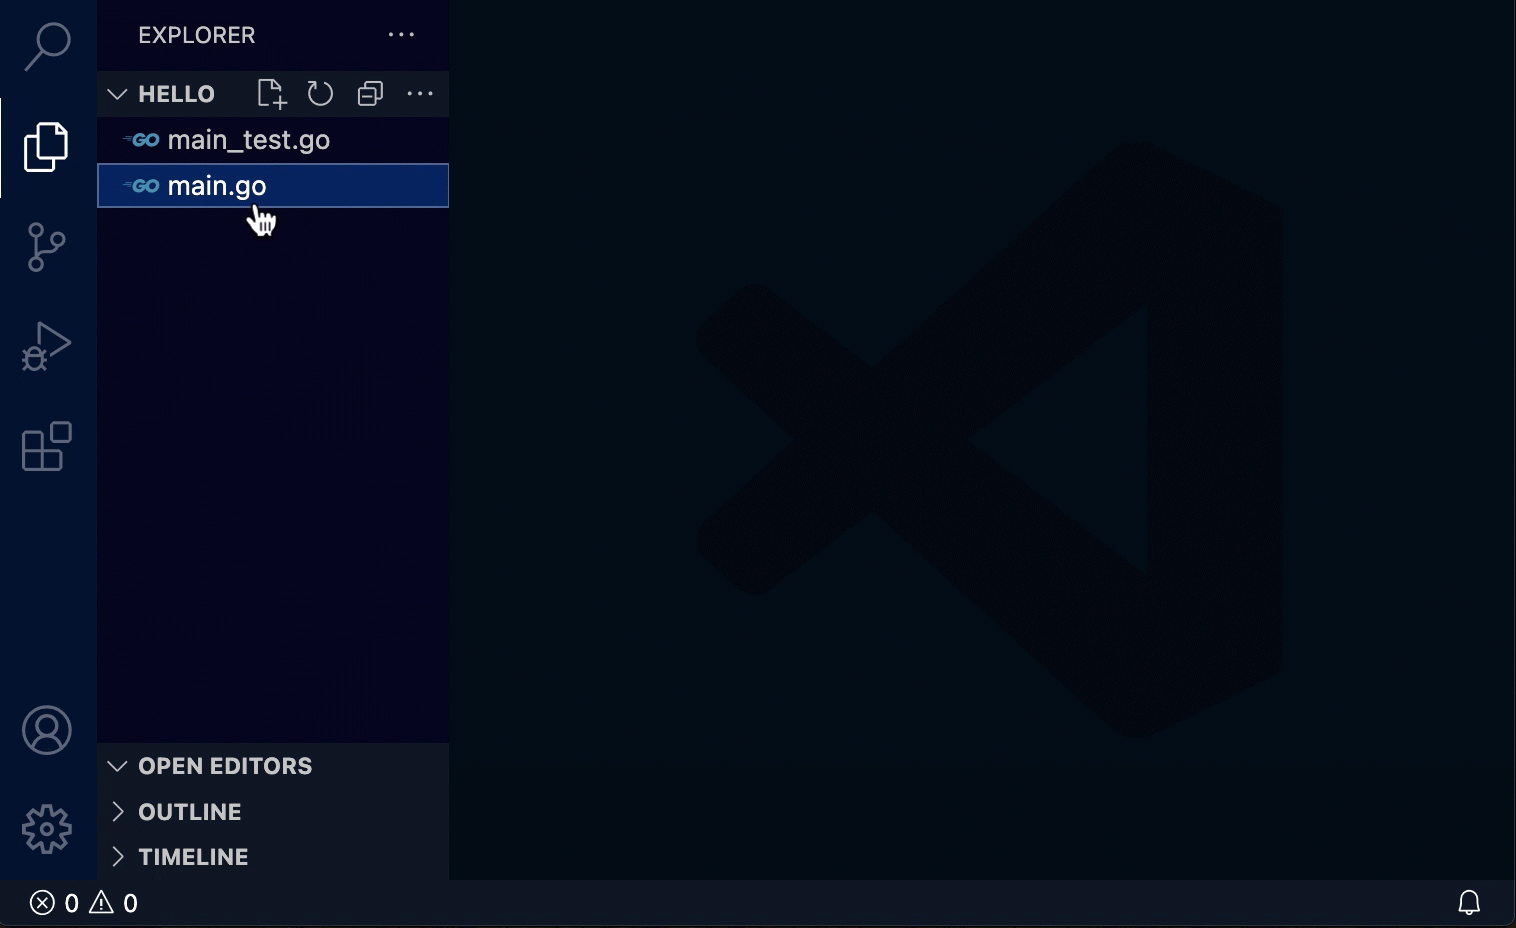 EXPLORER
HELLO
GO main_test.go
GO main.go
OPEN EDITORS
OUTLINE
TIMELINE
0 0